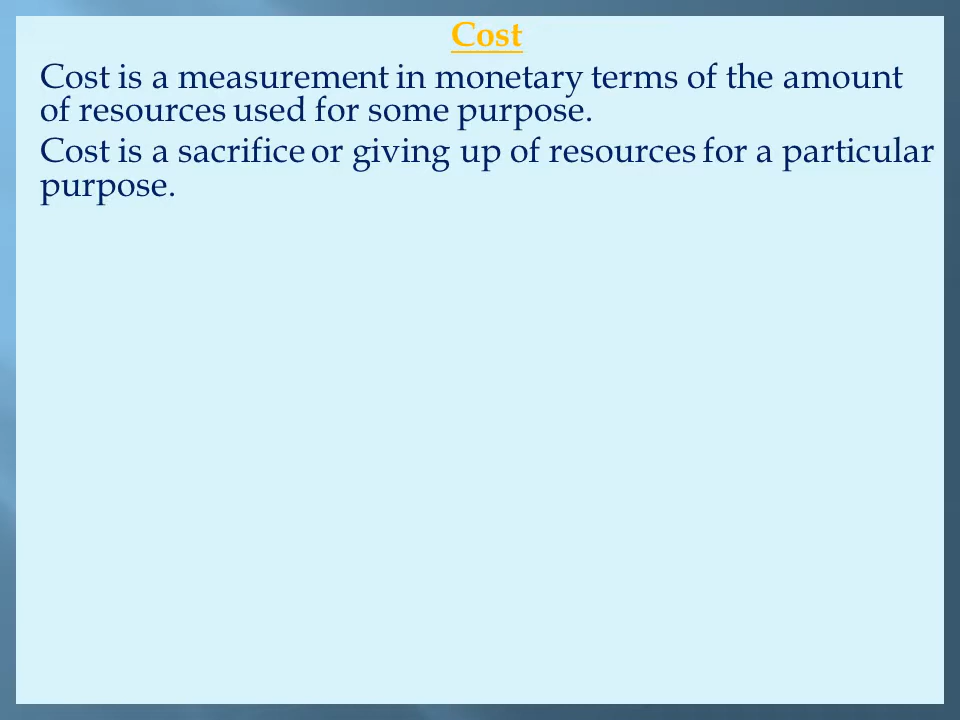 Cost
Cost is a measurement in monetary terms of the amount
of resources used for some purpose.
Cost is a sacrifice or giving up of resources for a particular
purpose.